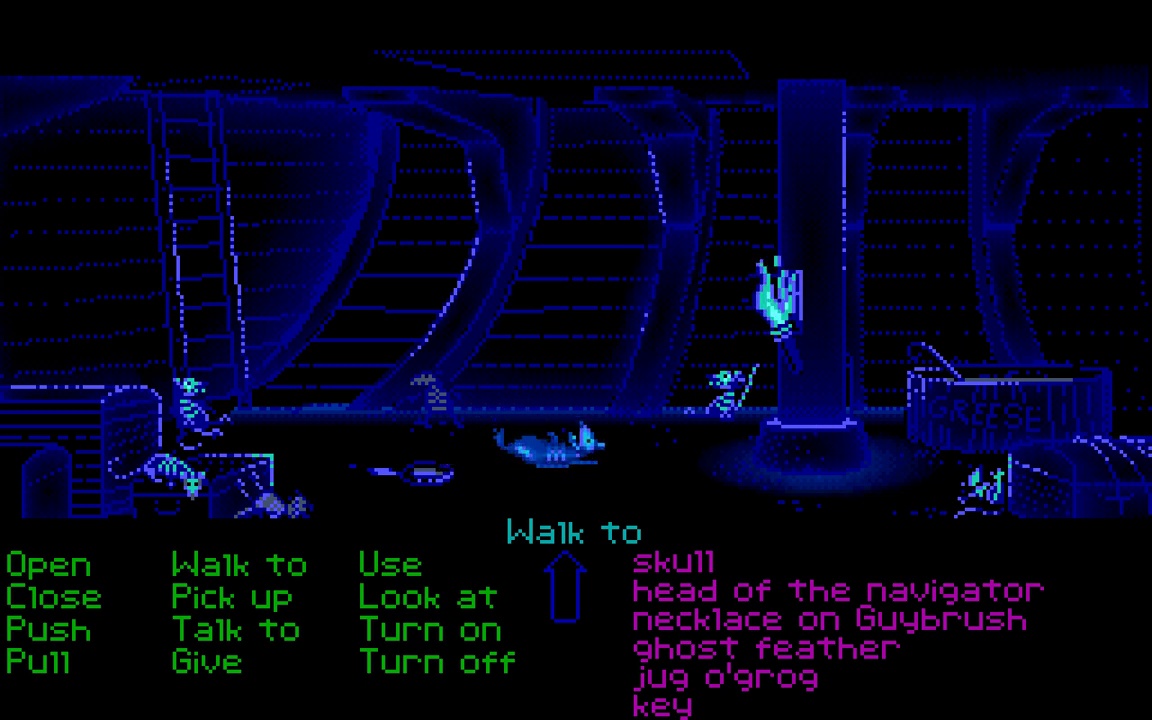 GREESE
Walk to
Open Walk to Use
Close Pick up Look at
Push Talk to Turn on
Pull Give Turn off
skull
head of the navigator
necklace on Guybrush
ghost feather
jug o'grog
key